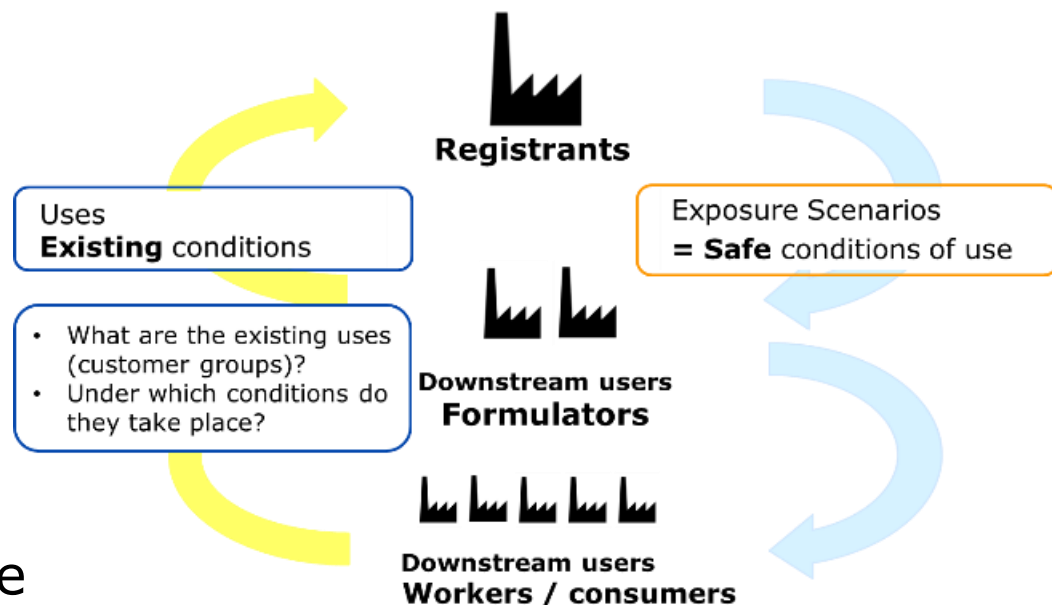 Registrants
Uses
Existing conditions
Exposure Scenarios
= Safe conditions of use
• What are the existing uses
(customer groups)?
• Under which conditions do
they take place?
Downstream users
Formulators
Downstream users
Workers / consumers
e